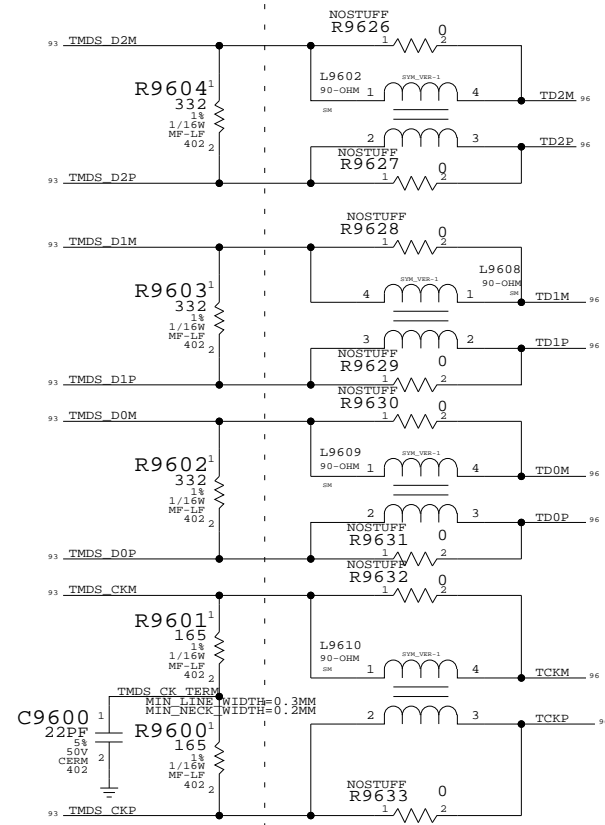 NOSTUFF
R9626
0
1 2
93 TMDS_D2M
L9602
90-OHM
SM
SYM_VER-1
1 4
TD2M 96
R9604 1
332
1%
1/16W
MF-LF
402 2
2 3
TD2P 96
NOSTUFF
R9627
0
1 2
93 TMDS_D2P
NOSTUFF
R9628
0
1 2
93 TMDS_D1M
L9608
90-OHM
SM
SYM_VER-1
4 1
TD1M 96
R9603 1
332
1%
1/16W
MF-LF
402 2
3 2
TD1P 96
NOSTUFF
R9629
0
1 2
93 TMDS_D1P
NOSTUFF
R9630
0
1 2
93 TMDS_D0M
L9609
90-OHM
SM
SYM_VER-1
1 4
TD0M 96
R9602 1
332
1%
1/16W
MF-LF
402 2
2 3
TD0P 96
NOSTUFF
R9631
0
1 2
93 TMDS_D0P
NOSTUFF
R9632
0
1 2
93 TMDS_CKM
R9601 1
165
1%
1/16W
MF-LF
402 2
L9610
90-OHM
SM
SYM_VER-1
1 4
TCKM 96
TMDS_CK_TERM
MIN_LINE_WIDTH=0.3MM
MIN_NECK_WIDTH=0.2MM
2 3
TCKP 9
C9600 1
22PF
5%
50V
CERM
402
2
R9600 1
165
1%
1/16W
MF-LF
402 2
NOSTUFF
R9633
0
1 2
93 TMDS_CKP